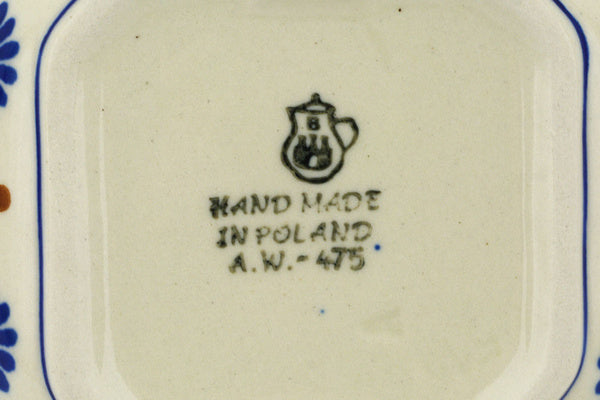 B
HAND MADE
IN POLAND
A.W.- 475